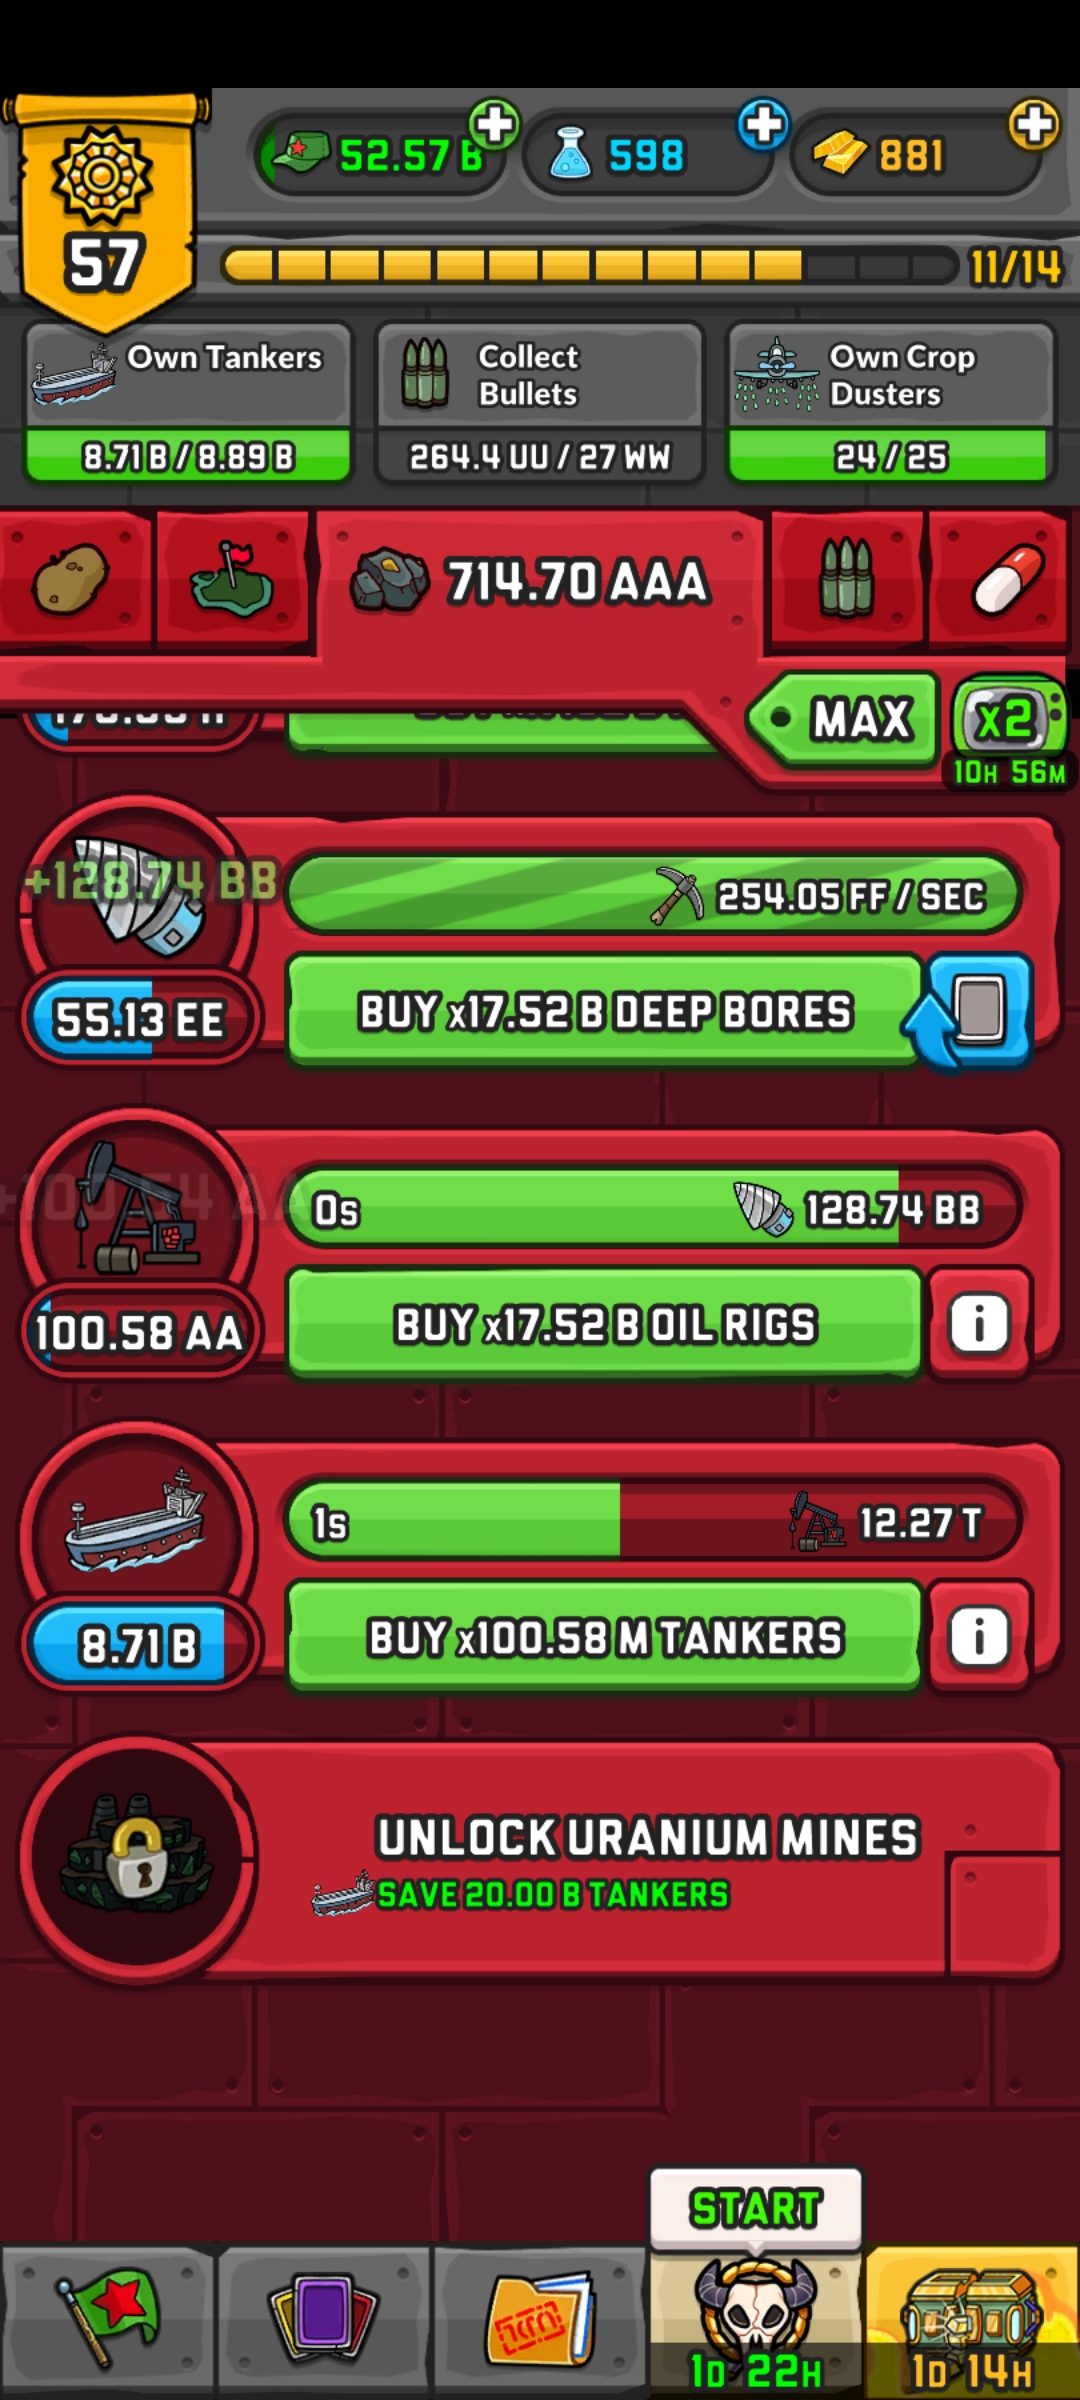 52.57 B
598
881
57
11/14
Own Tankers
8.71 B / 8.89 B
Collect
Bullets
264.4 UU / 27 WW
Own Crop
Dusters
24 / 25
714.70 AAA
MAX
x2
10H 56M
+128.74 BB
254.05 FF / SEC
55.13 EE
BUY x17.52 B DEEP BORES
0s
128.74 BB
100.58 AA
BUY x17.52 B OIL RIGS
i
1s
12.27 T
8.71 B
BUY x100.58 M TANKERS
i
UNLOCK URANIUM MINES
SAVE 20.00 B TANKERS
START
1D 22H
1D 14H